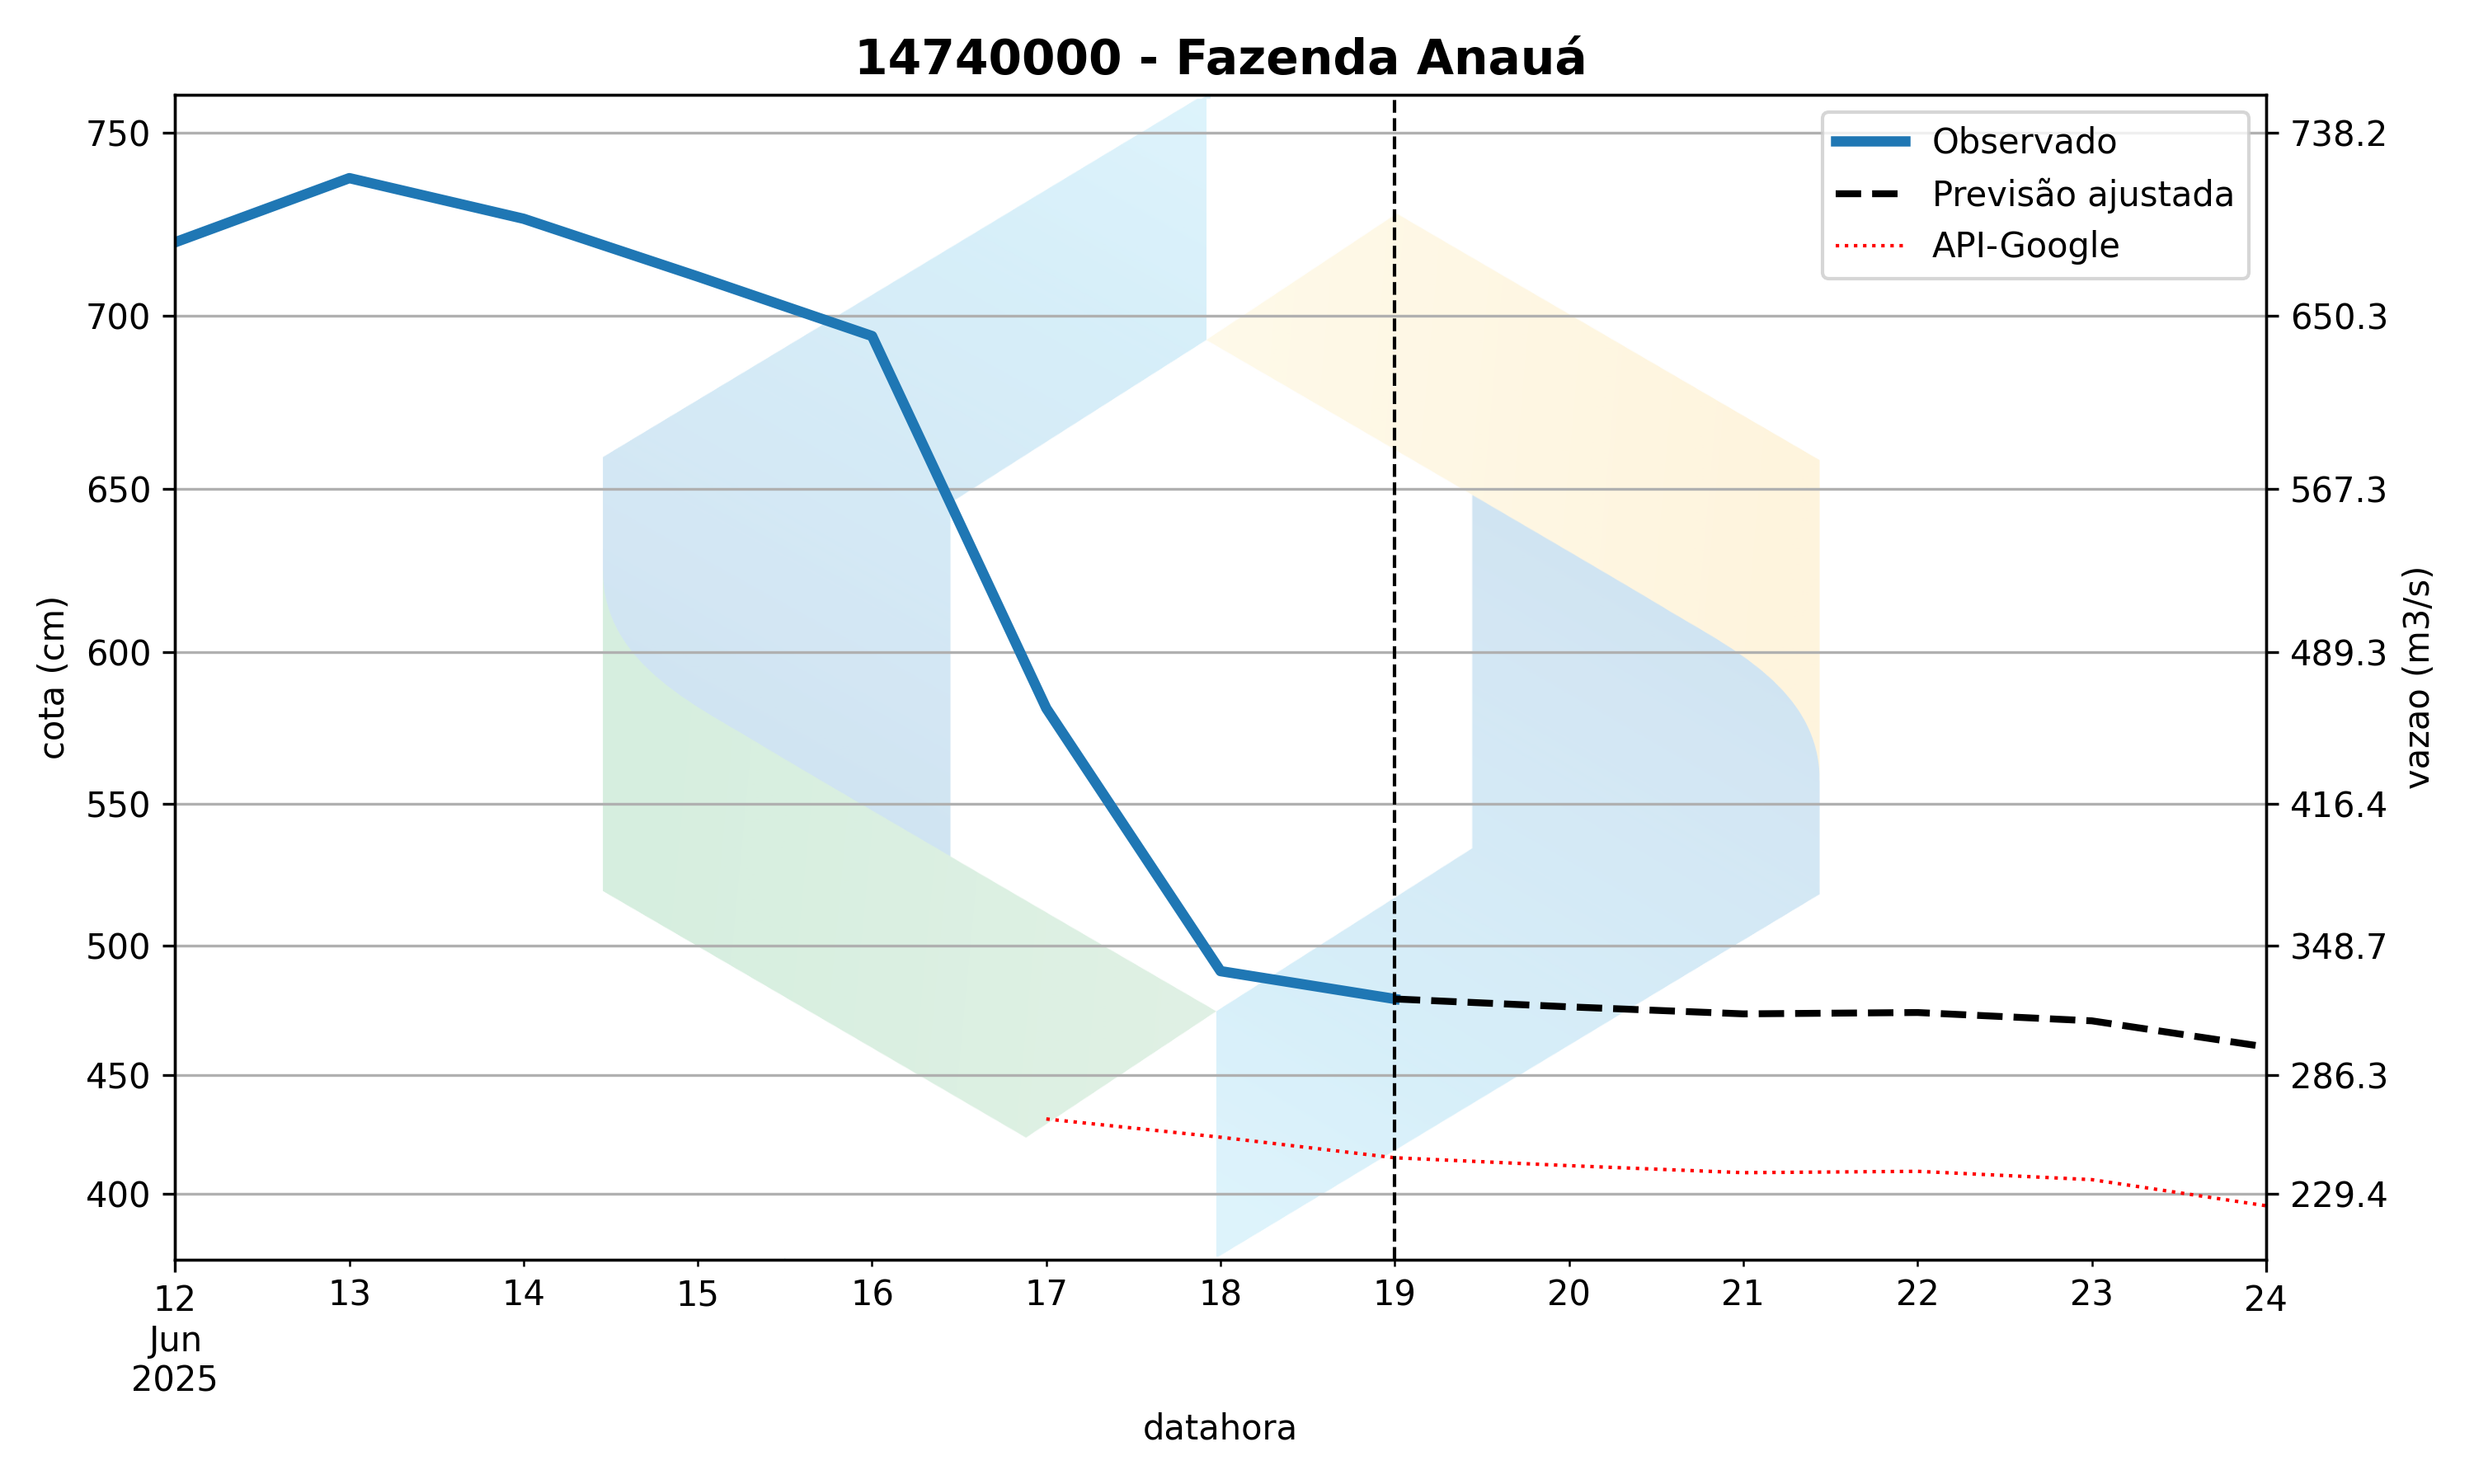 14740000 - Fazenda Anauá
Observado
Previsão ajustada
API-Google
cota (cm)
750
700
650
600
550
500
450
400
738.2
650.3
567.3
489.3
416.4
348.7
286.3
229.4
vazao (m3/s)
12 13 14 15 16 17 18 19 20 21 22 23 24
Jun
2025
datahora